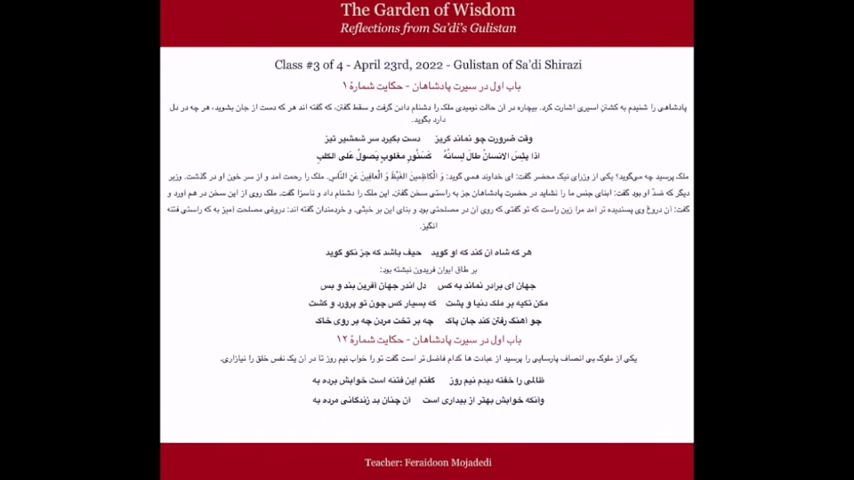 The Garden of Wisdom
Reflections from Sa'di's Gulistan
Class #3 of 4 - April 23rd, 2022 - Gulistan of Sa'di Shirazi
باب اول در سیرت پادشاهان - حکایت شمارهٔ ۱
پادشاهی را شنیدم به کشتن اسیری اشارت کرد. بیچاره در آن حالت نومیدی ملک را دشنام دادن گرفت و سقط گفتن، که گفته اند هر که دست از جان بشوید، هر چه در دل
دارد بگوید.
وقت ضرورت چو نماند گریز دست بگیرد سر شمشیر تیز
اذا یئِسَ الانسانُ طالَ لِسانُهُ کَسَنّورِ مغلوبٍ یَصولُ عَلی الکلبِ
ملک پرسید چه می‌گوید؟ یکی از وزرای نیک محضر گفت: ای خداوند همی گوید: وَ الْکاظِمینَ الغَیْظَ وَ الْعافِینَ عَنِ النّاسِ. ملک را رحمت آمد و از سر خون او در گذشت. وزیر
دیگر که ضدّ او بود گفت: ابنای جنس ما را نشاید در حضرت پادشاهان جز به راستی سخن گفتن. این ملک را دشنام داد و ناسزا گفت. ملک روی از این سخن در هم آورد و
گفت: آن دروغ وی پسندیده تر آمد مرا زین راست که تو گفتی که روی آن در مصلحتی بود و بنای این بر خبثی. و خردمندان گفته اند: دروغی مصلحت آمیز به که راستی فتنه
انگیز.
هر که شاه آن کند که او گوید حیف باشد که جز نکو گوید
بر طاق ایوان فریدون نبشته بود:
جهان ای برادر نماند به کس دل اندر جهان آفرین بند و بس
مکن تکیه بر ملک دنیا و پشت که بسیار کس چون تو پرورد و کشت
چو آهنگ رفتن کند جان پاک چه بر تخت مردن چه بر روی خاک
باب اول در سیرت پادشاهان - حکایت شمارهٔ ۱۲
یکی از ملوک بی انصاف پارسایی را پرسید از عبادت ها کدام فاضل تر است گفت تو را خواب نیم روز تا در آن یک نفس خلق را نیازاری.
ظالمی را خفته دیدم نیم روز گفتم این فتنه است خوابش برده به
وآنکه خوابش بهتر از بیداری است آن چنان بد زندگانی مرده به
Teacher: Feraidoon Mojadedi